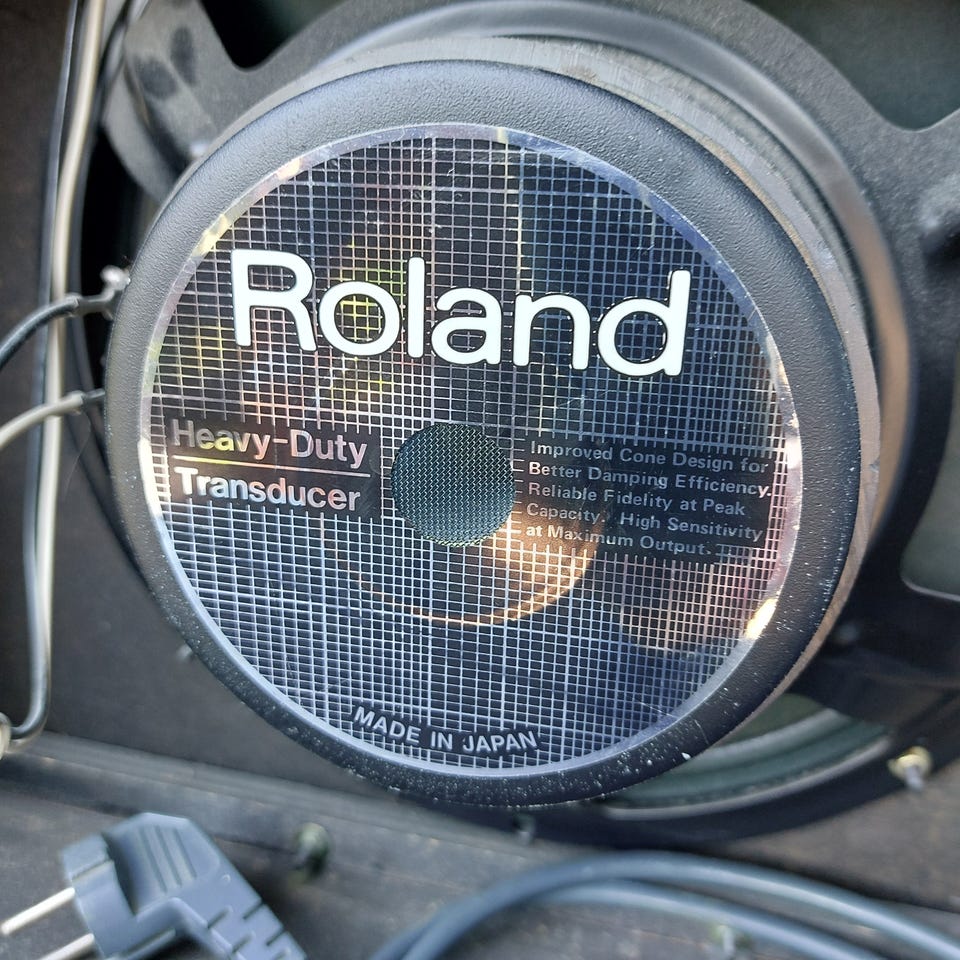 Roland
Heavy-Duty
Transducer
Improved Cone Design for
Better Damping Efficiency.
Reliable Fidelity at Peak
Capacity. High Sensitivity
at Maximum Output.
MADE IN JAPAN